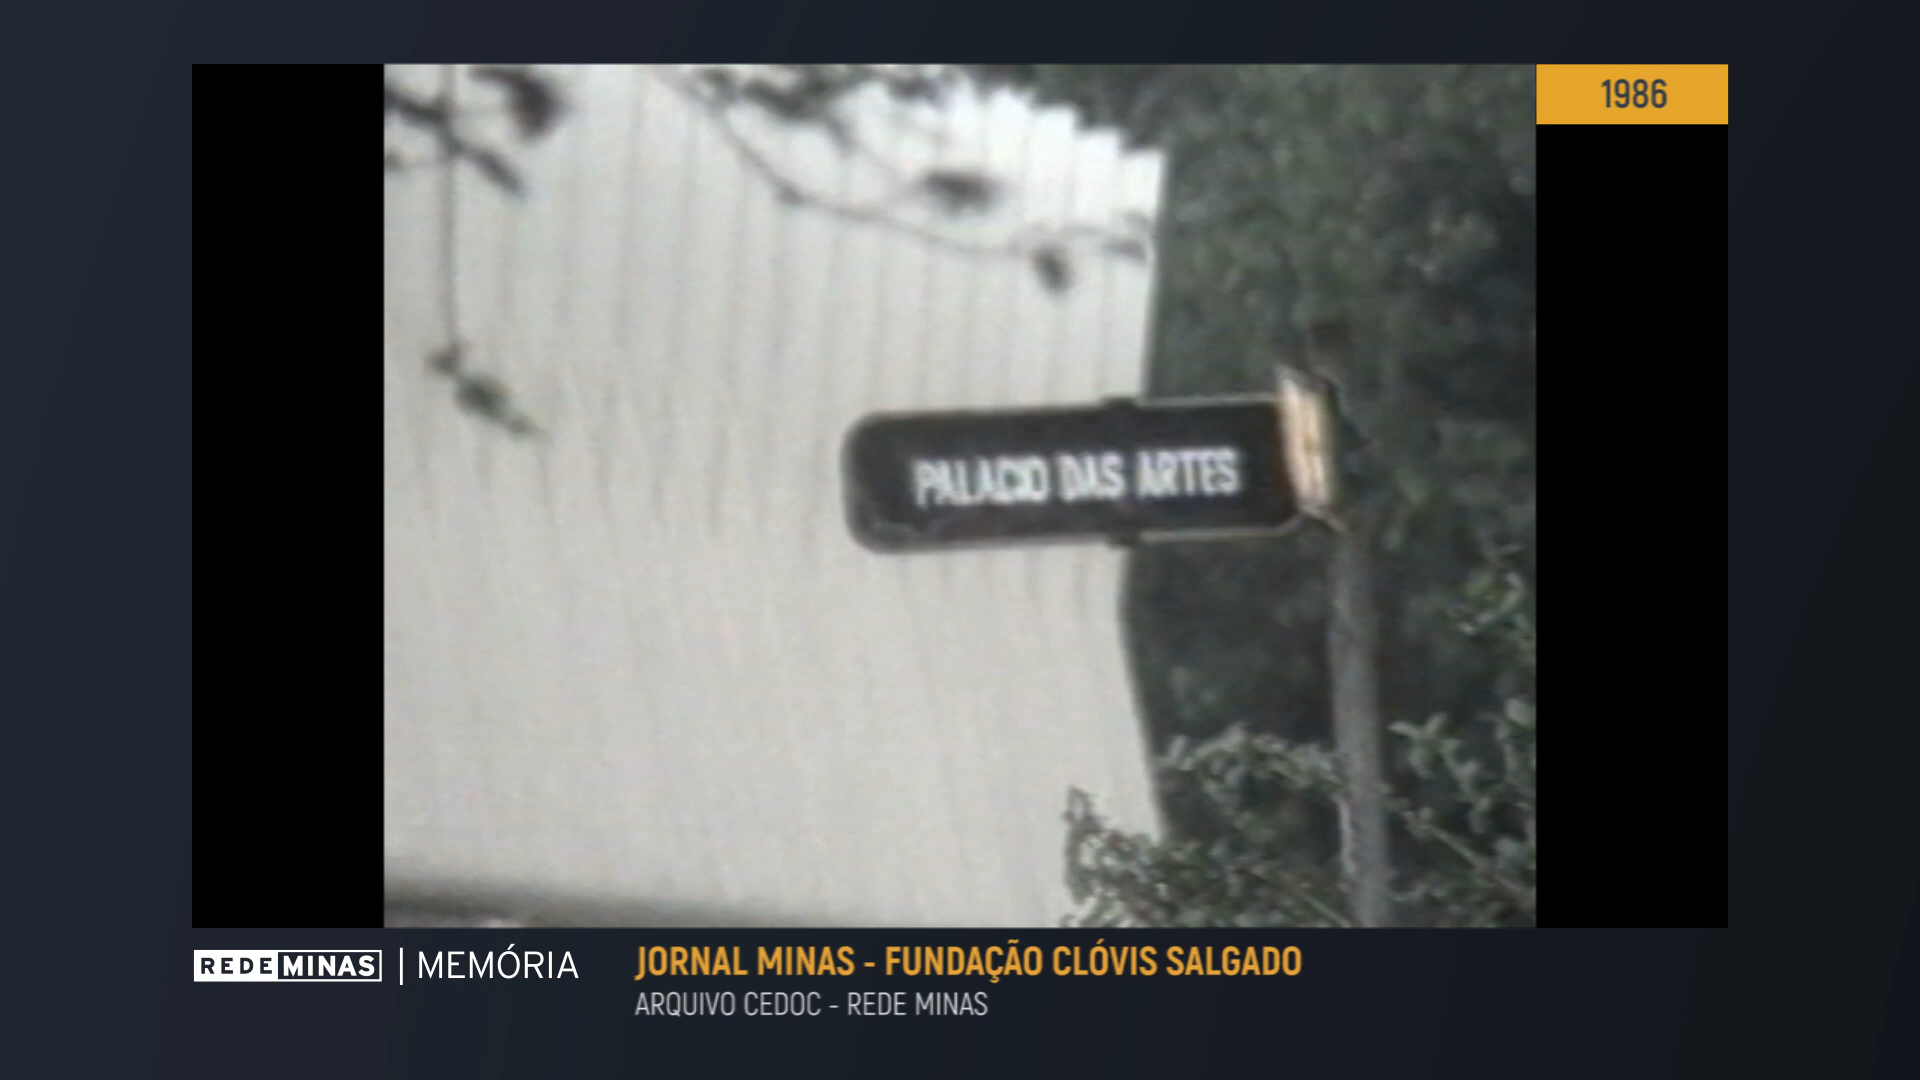 1986
PALACIO DAS ARTES
REDE MINAS | MEMÓRIA
JORNAL MINAS - FUNDAÇÃO CLÓVIS SALGADO
ARQUIVO CEDOC - REDE MINAS